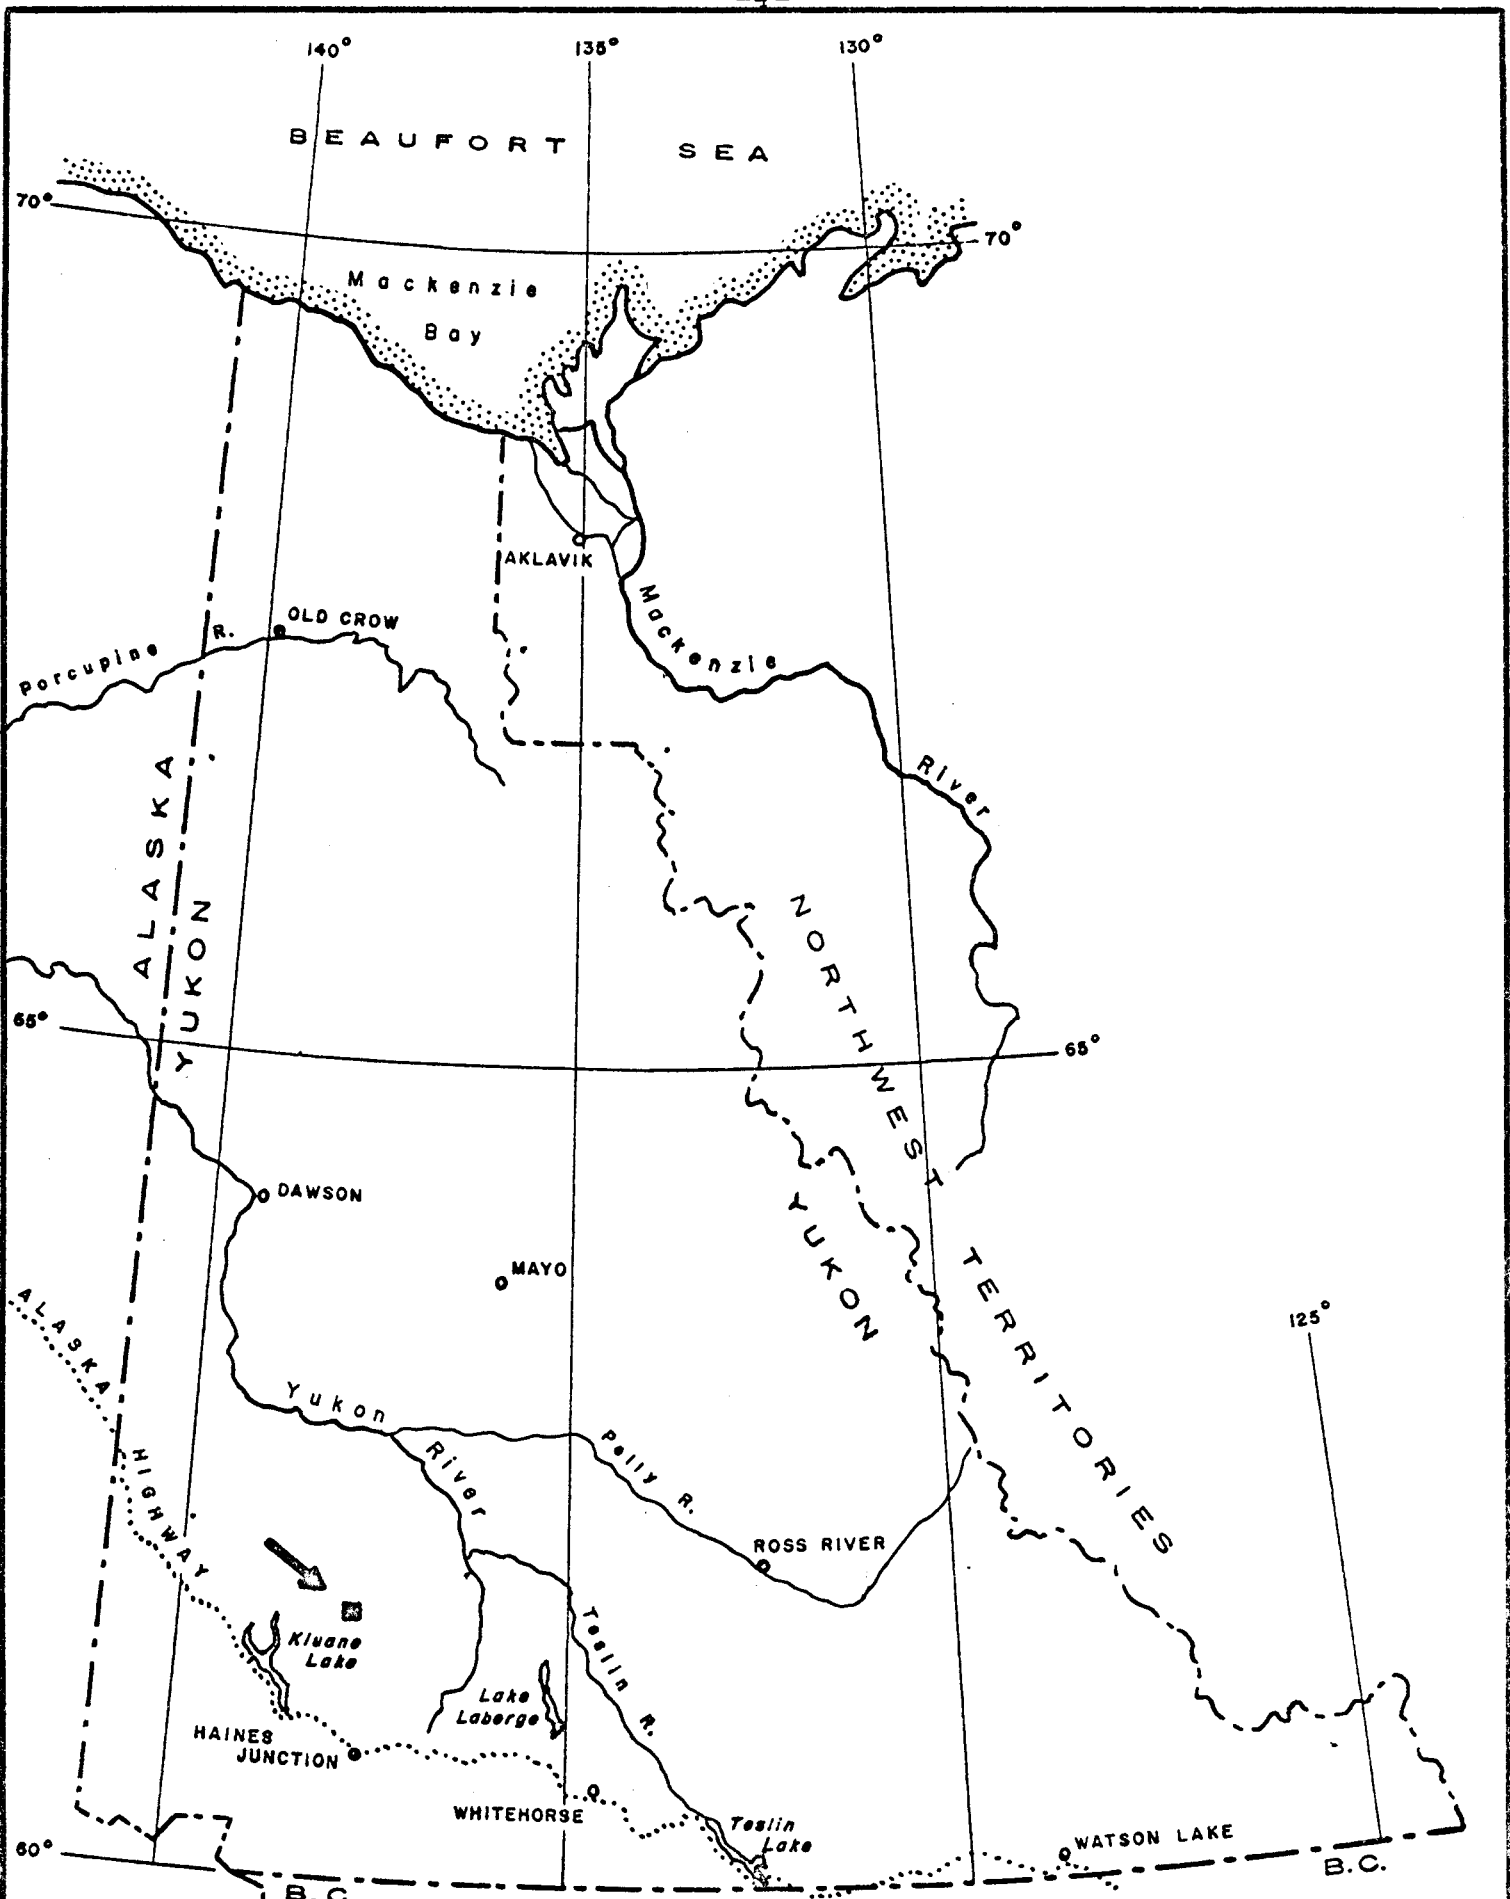 140°
135°
130°
BEAUFORT SEA
70°
70°
Mackenzie
Bay
AKLAVIK
OLD CROW
Porcupine R.
Mackenzie River
ALASKA
YUKON
NORTHWEST TERRITORIES
65°
65°
DAWSON
YUKON
MAYO
ALASKA HIGHWAY
125°
Yukon River
Pelly R.
ROSS RIVER
Kluane
Lake
Teslin R.
Lake
Laberge
HAINES
JUNCTION
WHITEHORSE
Teslin
Lake
WATSON LAKE
60°
B.C.
B.C.